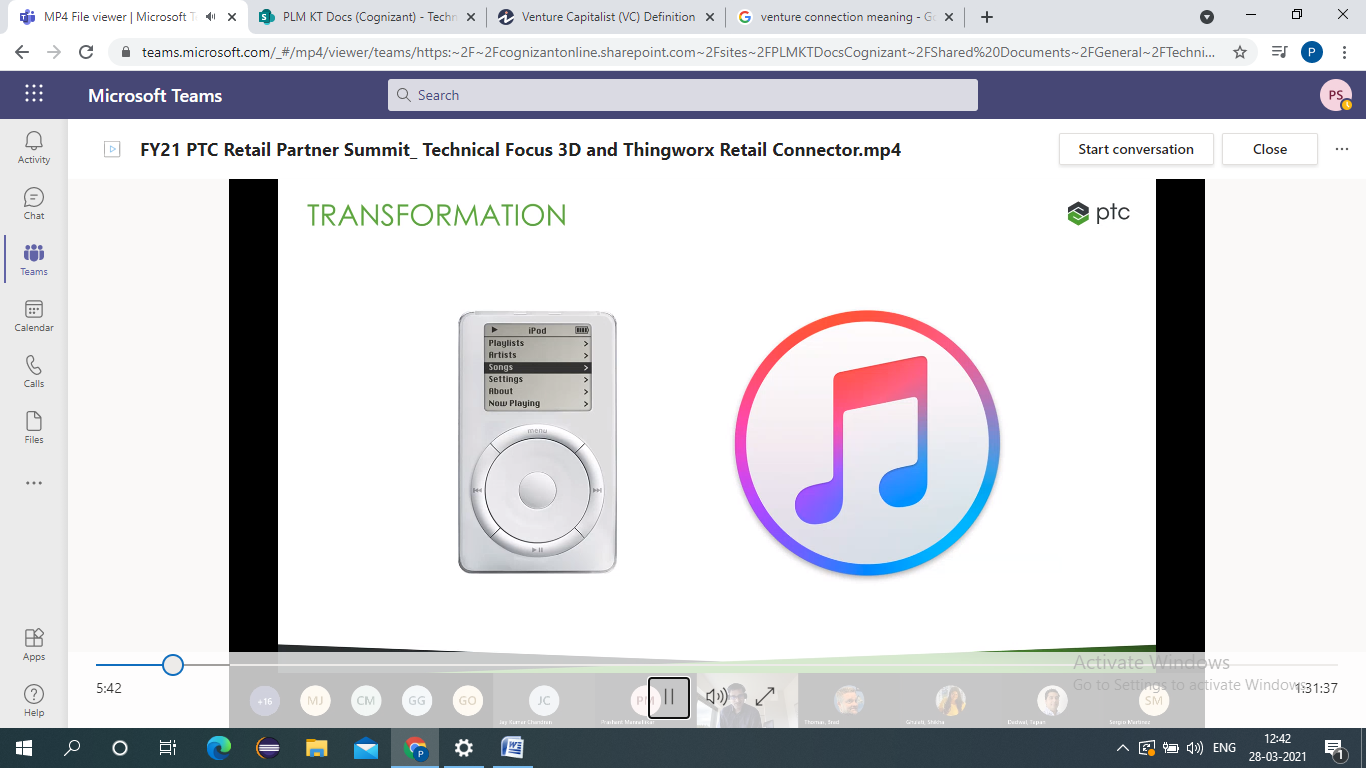 MP4 File viewer | Microsoft T
PLM KT Docs (Cognizant) - Techn
Venture Capitalist (VC) Definition
venture connection meaning - Go
teams.microsoft.com/_#/mp4/viewer/teams/https:~2F~2Fcognizantonline.sharepoint.com~2Fsites~2FPLMKTDocsCognizant~2FShared%20Documents~2FGeneral~2FTechni...
P
Microsoft Teams
Search
PS
Activity
Chat
Teams
Calendar
Calls
Files
Apps
Help
FY21 PTC Retail Partner Summit_ Technical Focus 3D and Thingworx Retail Connector.mp4
Start conversation
Close
TRANSFORMATION
ptc
iPod
Playlists >
Artists >
Songs >
Settings >
About >
Now Playing >
menu
5:42
1:31:37
Activate Windows
Go to Settings to activate Windows.
+16
MJ
CM
GG
GO
JC
PM
SM
Thomas, Brad
12:42
ENG
28-03-2021
1